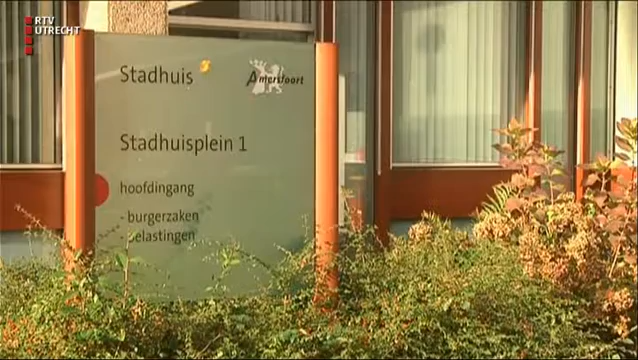 RTV
UTRECHT
Stadhuis
Amersfoort
Stadhuisplein 1
hoofdingang
- burgerzaken
- belastingen